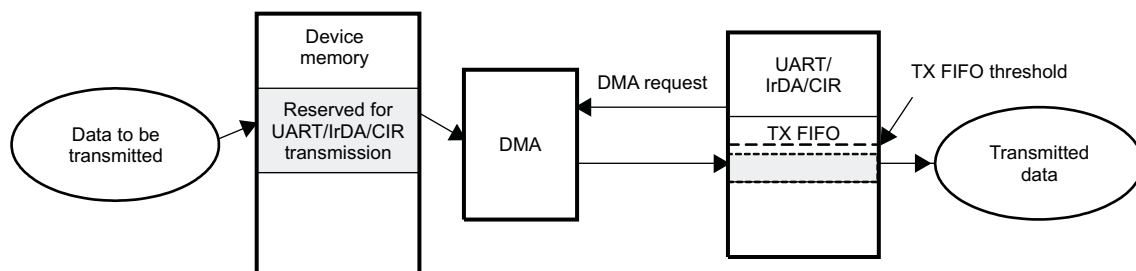 Data to be
transmitted
Device
memory
Reserved for
UART/IrDA/CIR
transmission
DMA
DMA request
UART/
IrDA/CIR
TX FIFO
TX FIFO threshold
Transmitted
data